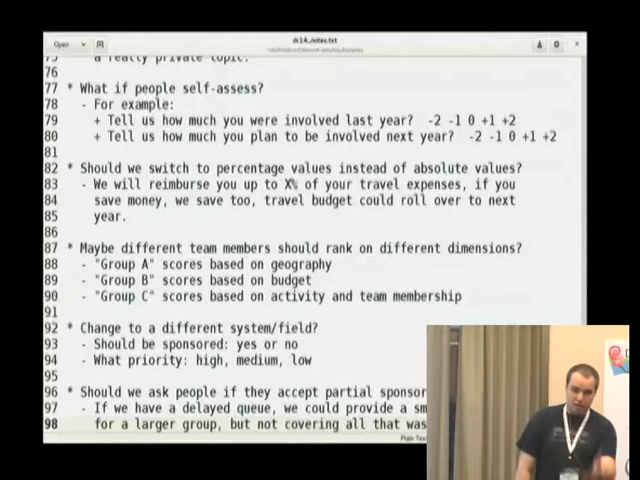 Open
dc14_notes.txt
75 a really private topic.
76
77 * What if people self-assess?
78 - For example:
79 + Tell us how much you were involved last year? -2 -1 0 +1 +2
80 + Tell us how much you plan to be involved next year? -2 -1 0 +1 +2
81
82 * Should we switch to percentage values instead of absolute values?
83 - We will reimburse you up to X% of your travel expenses, if you
84 save money, we save too, travel budget could roll over to next
85 year.
86
87 * Maybe different team members should rank on different dimensions?
88 - "Group A" scores based on geography
89 - "Group B" scores based on budget
90 - "Group C" scores based on activity and team membership
91
92 * Change to a different system/field?
93 - Should be sponsored: yes or no
94 - What priority: high, medium, low
95
96 * Should we ask people if they accept partial sponsor
97 - If we have a delayed queue, we could provide a sm
98 for a larger group, but not covering all that was
Plain Text